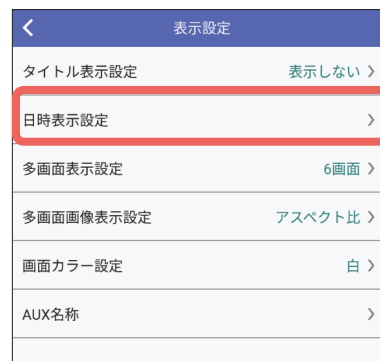 表示設定
タイトル表示設定 表示しない
日時表示設定
多画面表示設定 6画面
多画面画像表示設定 アスペクト比
画面カラー設定 白
AUX名称